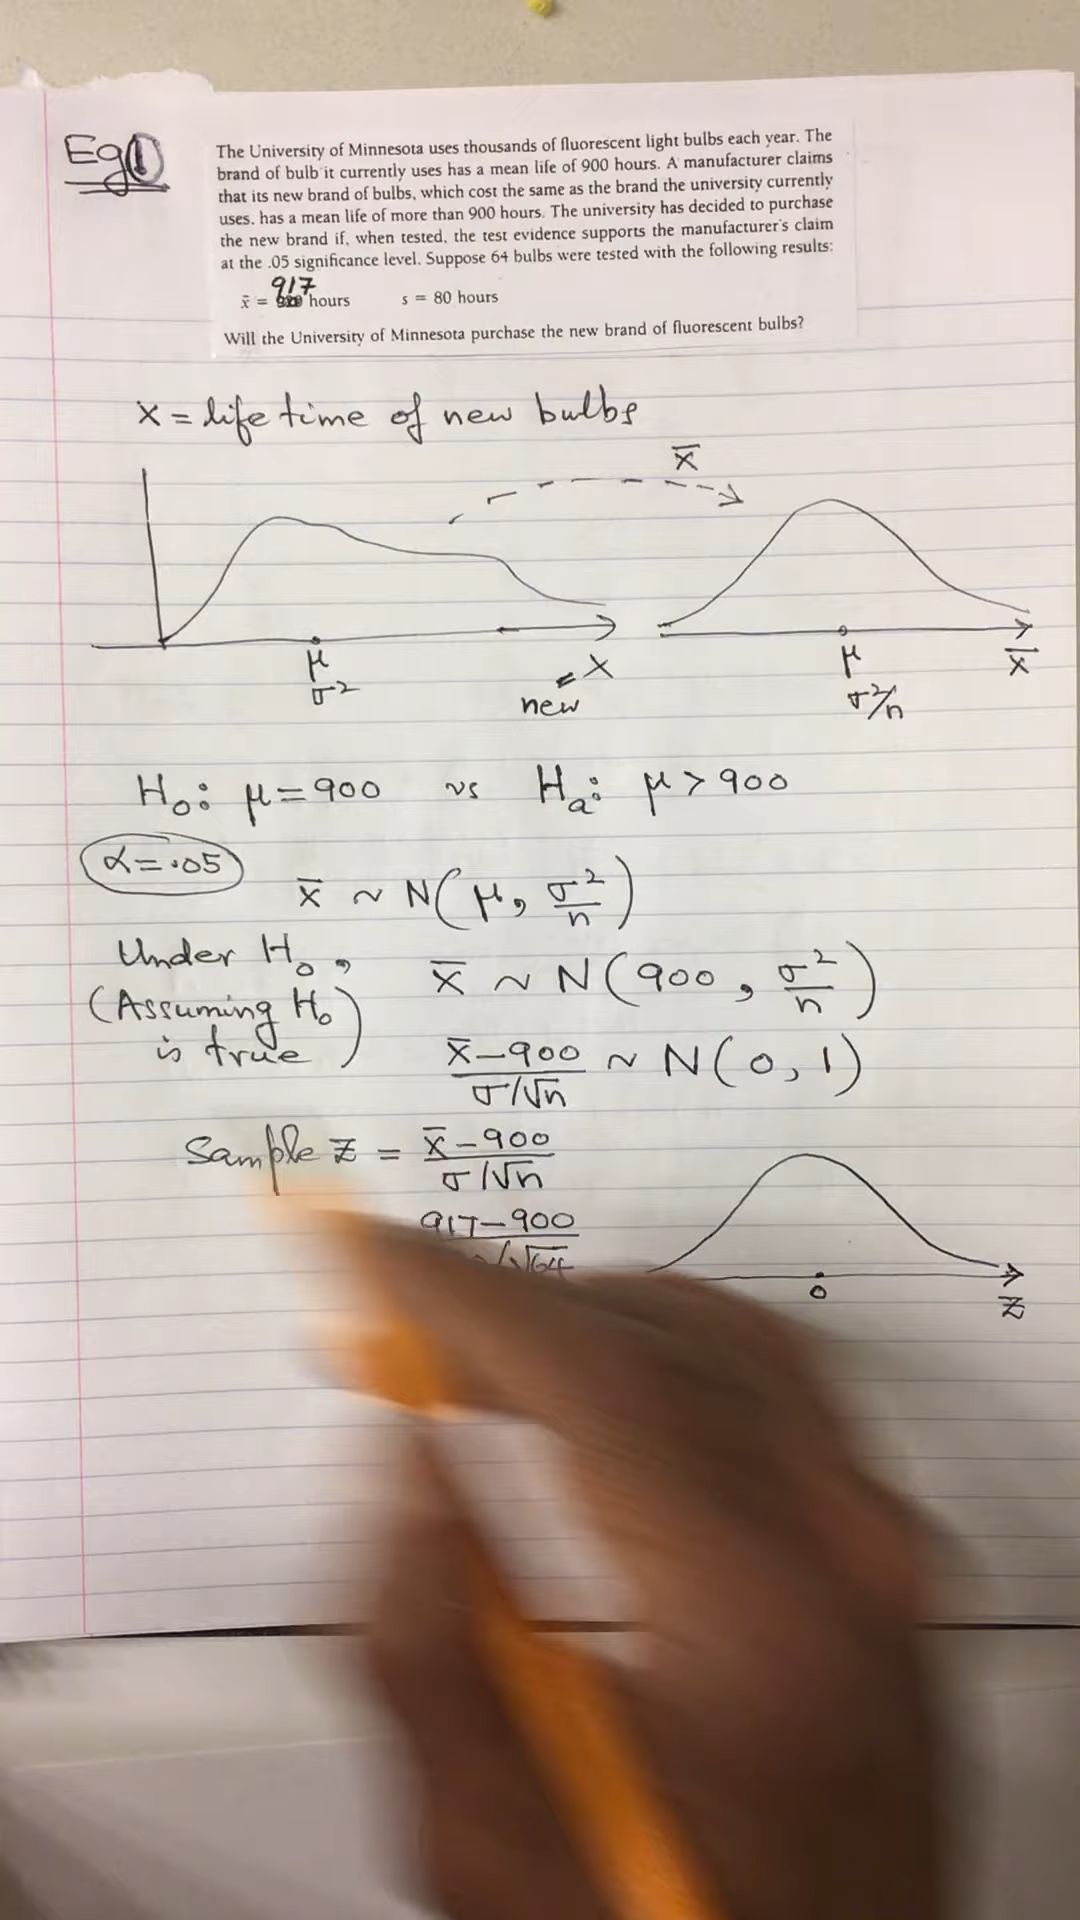 Eg①
The University of Minnesota uses thousands of fluorescent light bulbs each year. The
brand of bulb it currently uses has a mean life of 900 hours. A manufacturer claims
that its new brand of bulbs, which cost the same as the brand the university currently
uses, has a mean life of more than 900 hours. The university has decided to purchase
the new brand if, when tested, the test evidence supports the manufacturer's claim
at the .05 significance level. Suppose 64 bulbs were tested with the following results:
x̄ = 917 hours s = 80 hours
Will the University of Minnesota purchase the new brand of fluorescent bulbs?
X = life time of new bulbs
x̄
μ
σ²
X
new
μ
σ²/n
x̄
H₀: μ = 900 vs Hₐ: μ > 900
α = .05
x̄ ~ N(μ, σ²/n)
Under H₀, x̄ ~ N(900, σ²/n)
(Assuming H₀
is true)
x̄-900 / σ/√n ~ N(0, 1)
Sample z = x̄-900 / σ/√n
917-900 / /√64
0
z